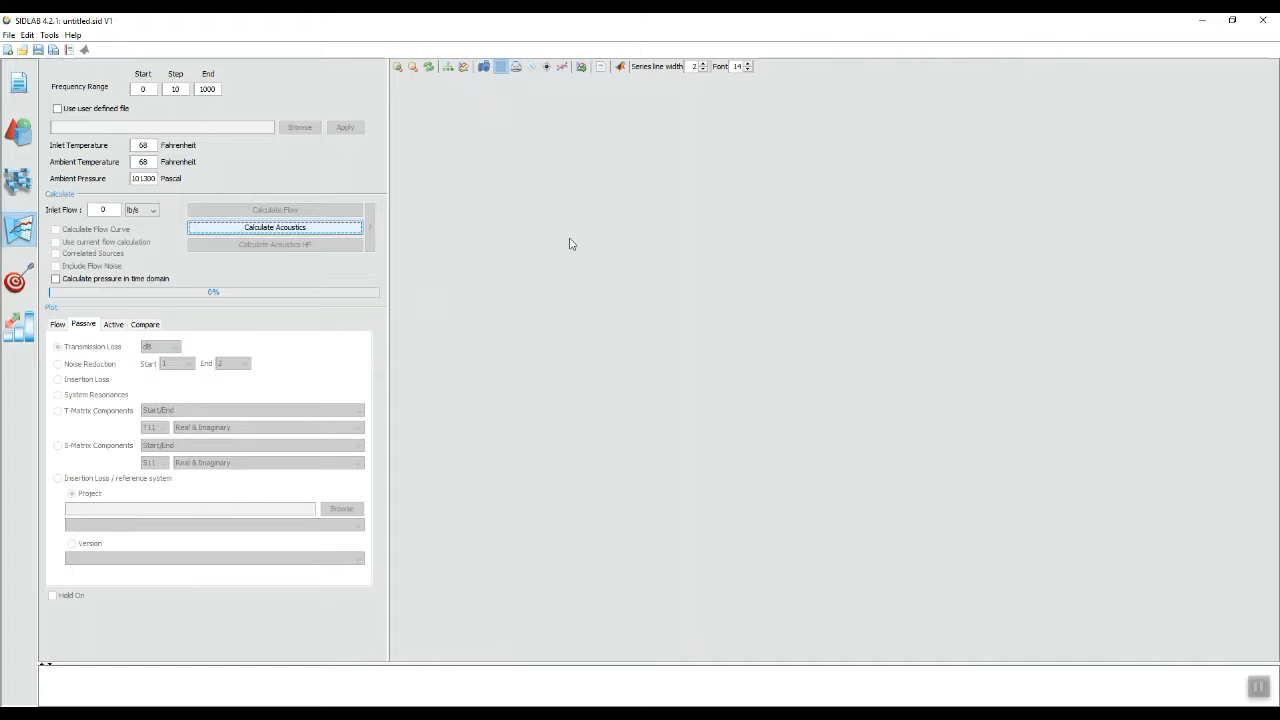 SIDLAB 4.2.1: untitled.sid V1
File Edit Tools Help
Series line width 2 Font 14
Start Step End
Frequency Range 0 10 1000
Use user defined file
Browse Apply
Inlet Temperature 68 Fahrenheit
Ambient Temperature 68 Fahrenheit
Ambient Pressure 101300 Pascal
Calculate
Inlet Flow : 0 lb/s Calculate Flow
Calculate Acoustics
Calculate Flow Curve
Use current flow calculation Calculate Acoustics HF
Correlated Sources
Include Flow Noise
Calculate pressure in time domain
0%
Plot
Flow Passive Active Compare
Transmission Loss dB
Noise Reduction Start 1 End 2
Insertion Loss
System Resonances
T-Matrix Components Start/End
T11 Real & Imaginary
S-Matrix Components Start/End
S11 Real & Imaginary
Insertion Loss / reference system
Project
Browse
Version
Hold On